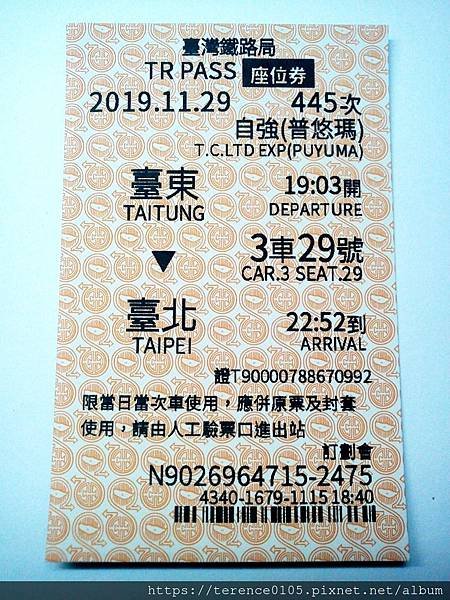 臺灣鐵路局
TR PASS 座位券
2019.11.29 445次
自強(普悠瑪)
T.C.LTD EXP(PUYUMA)
臺東 19:03開
TAITUNG DEPARTURE
3車29號
CAR.3 SEAT.29
臺北 22:52到
TAIPEI ARRIVAL
證T90000788670992
限當日當次車使用，應併原票及封套
使用，請由人工驗票口進出站
訂劃會
N9026964715-2475
4340-1679-1115 18:40
https://terence0105.pixnet.net/album